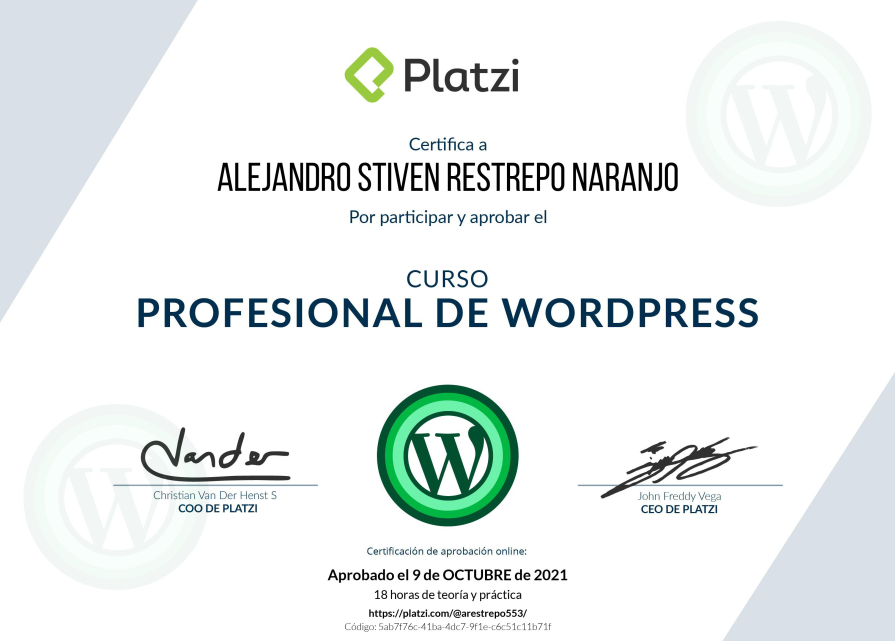 Platzi
Certifica a
ALEJANDRO STIVEN RESTREPO NARANJO
Por participar y aprobar el
CURSO
PROFESIONAL DE WORDPRESS
Vander
Christian Van Der Henst S
COO DE PLATZI
John Freddy Vega
CEO DE PLATZI
Certificación de aprobación online:
Aprobado el 9 de OCTUBRE de 2021
18 horas de teoría y práctica
https://platzi.com/@arestrepo553/
Código: 5ab7f76c-41ba-4dc7-9f1e-c6c51c11b71f